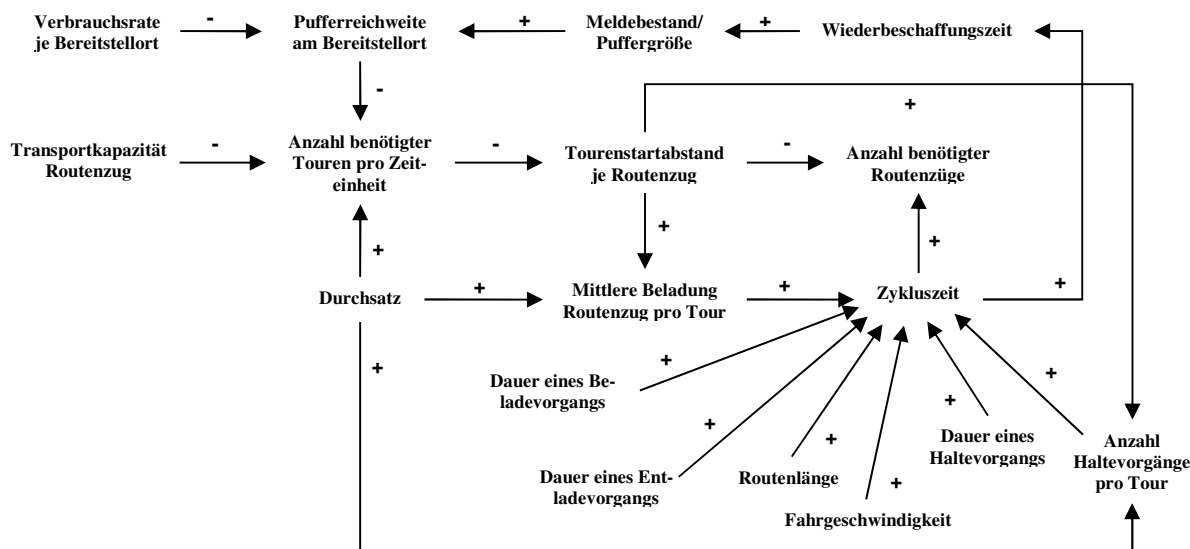 Verbrauchsrate
je Bereitstellort
-
Pufferreichweite
am Bereitstellort
+
Meldebestand/
Puffergröße
+
Wiederbeschaffungszeit
-
+
Transportkapazität
Routenzug
-
Anzahl benötigter
Touren pro Zeit-
einheit
-
Tourenstartabstand
je Routenzug
-
Anzahl benötigter
Routenzüge
+
+
+
Durchsatz
+
Mittlere Beladung
Routenzug pro Tour
+
Zykluszeit
+
+
+
+
Dauer eines Be-
ladevorgangs
+
+
Dauer eines Ent-
ladevorgangs
+
Routenlänge
+
Fahrgeschwindigkeit
Dauer eines
Haltevorgangs
Anzahl
Haltevorgänge
pro Tour